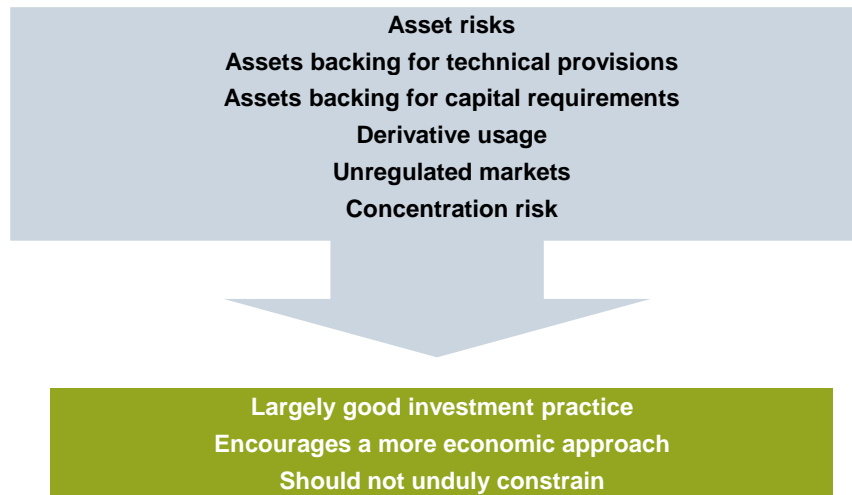 Asset risks
Assets backing for technical provisions
Assets backing for capital requirements
Derivative usage
Unregulated markets
Concentration risk
Largely good investment practice
Encourages a more economic approach
Should not unduly constrain